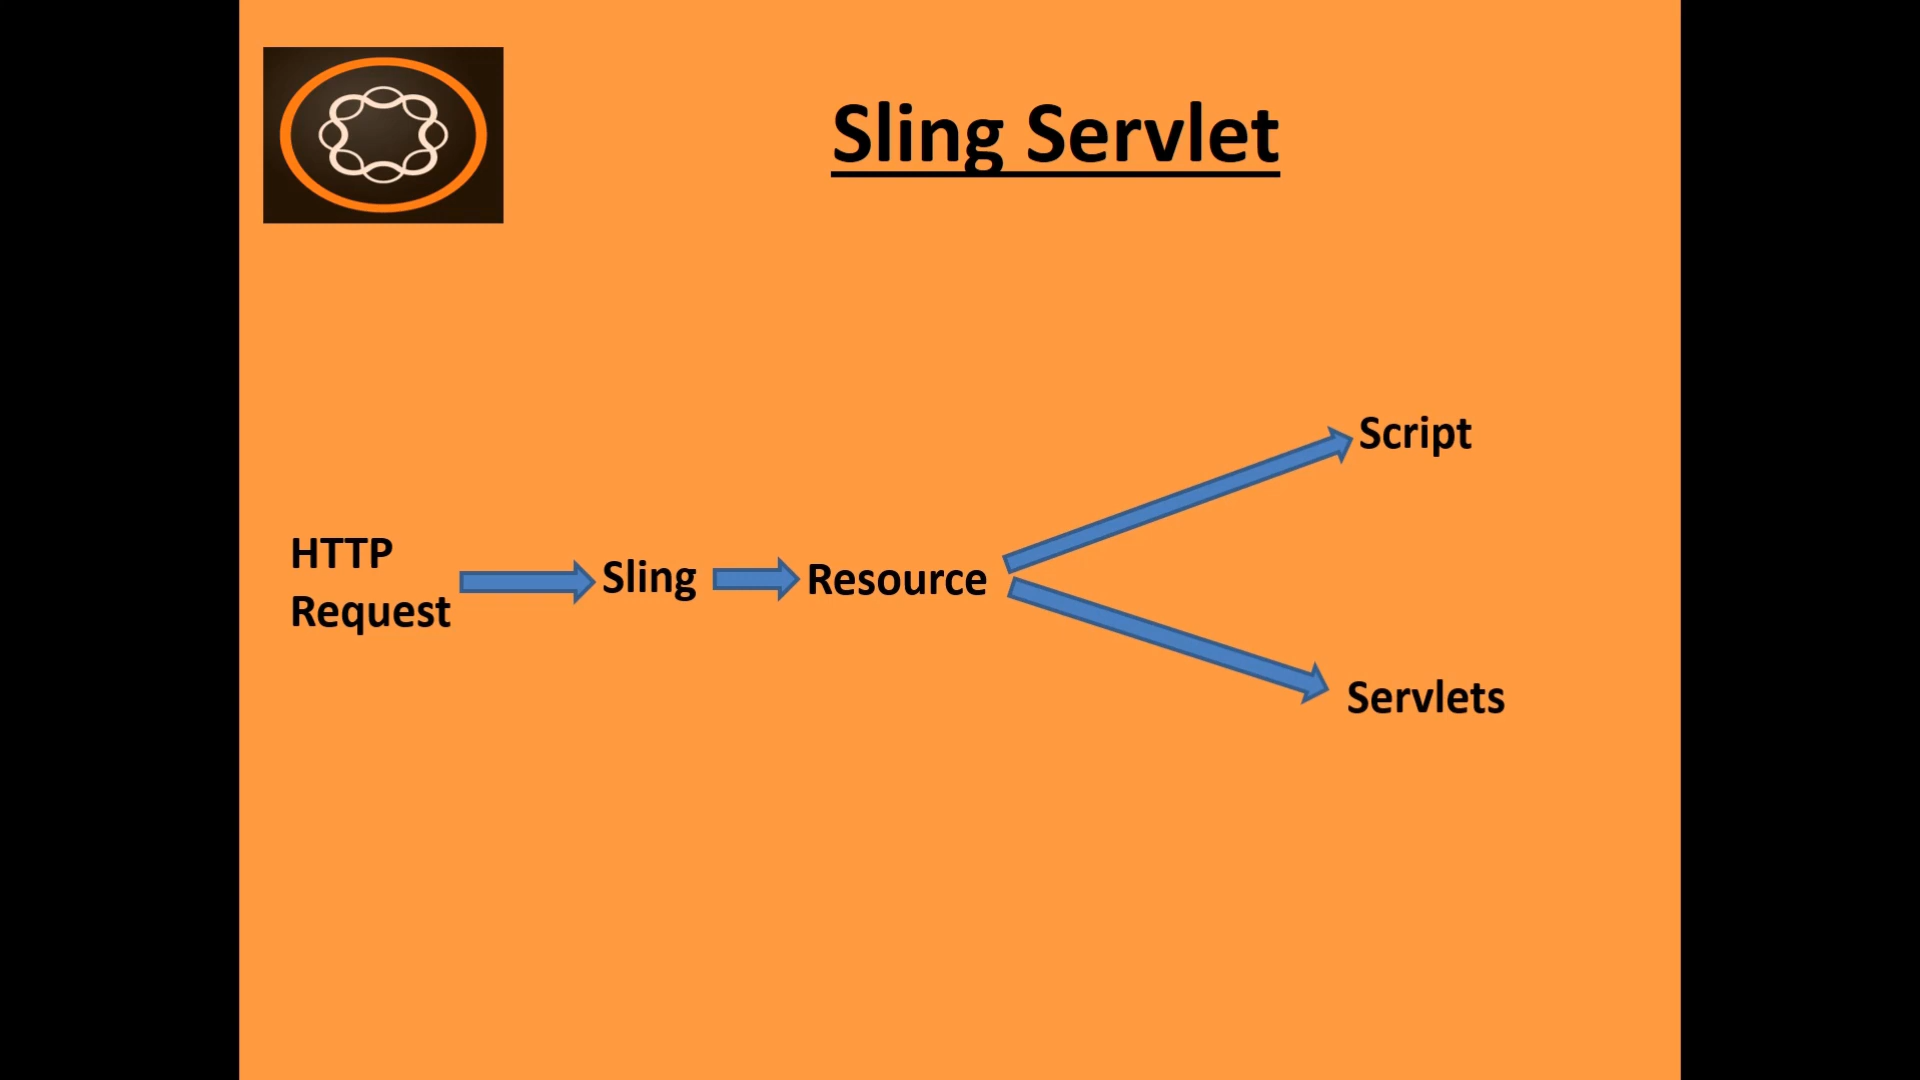 Sling Servlet
Script
HTTP
Request
Sling
Resource
Servlets